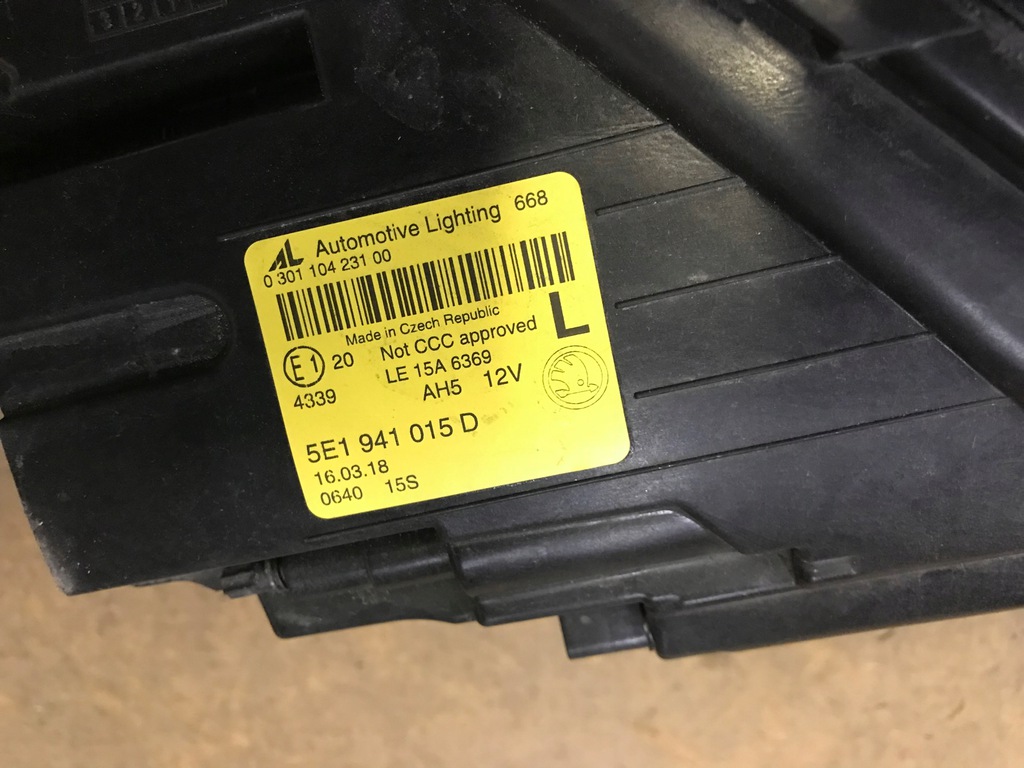 AL Automotive Lighting 668
0 301 104 231 00
Made in Czech Republic
L
E1 20 Not CCC approved
LE 15A 6369
4339 AH5 12V
5E1 941 015 D
16.03.18
0640 15S